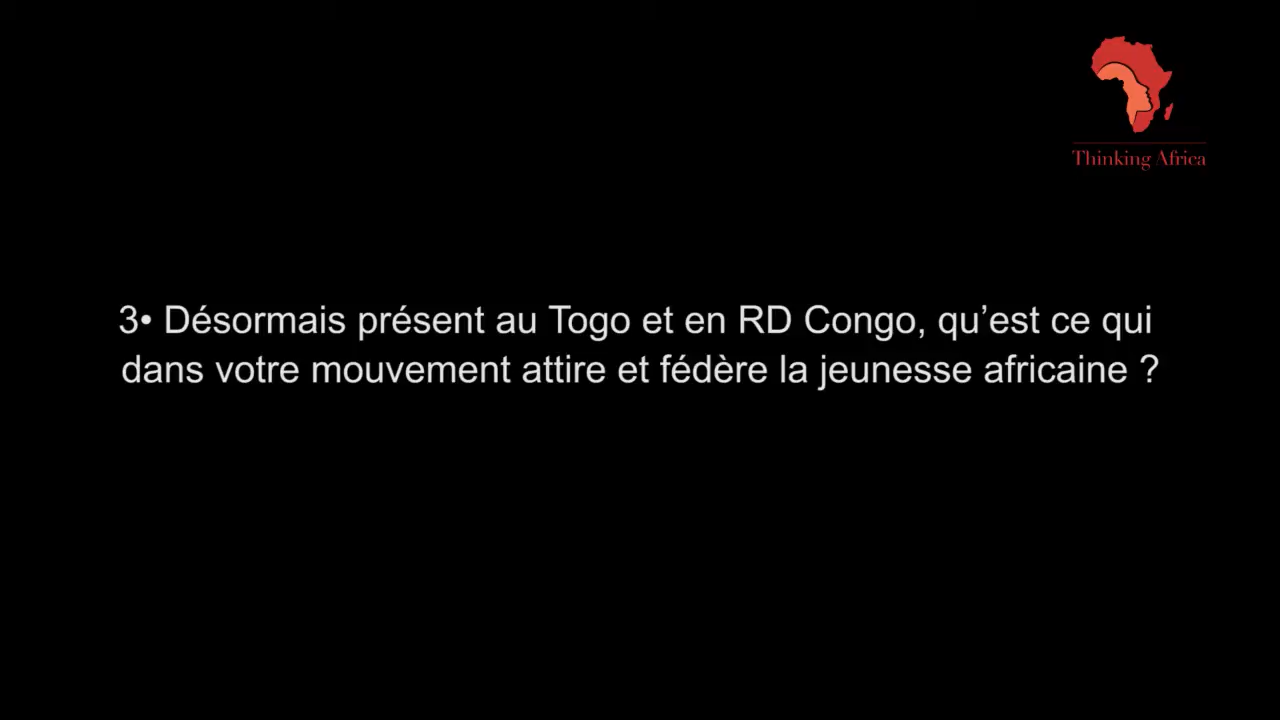 Thinking Africa
3• Désormais présent au Togo et en RD Congo, qu’est ce qui
dans votre mouvement attire et fédère la jeunesse africaine ?